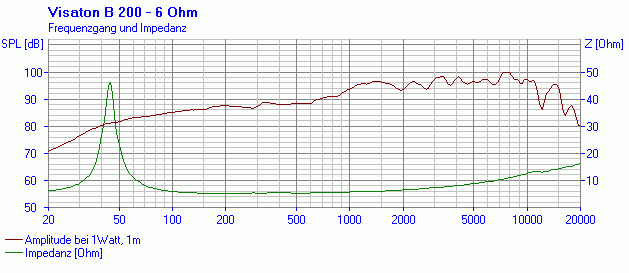 Visaton B 200 - 6 Ohm
Frequenzgang und Impedanz
SPL [dB] Z [Ohm]
100 50
90 40
80 30
70 20
60 10
50
20 50 100 200 500 1000 2000 5000 10000 20000
Amplitude bei 1Watt, 1m
Impedanz [Ohm]